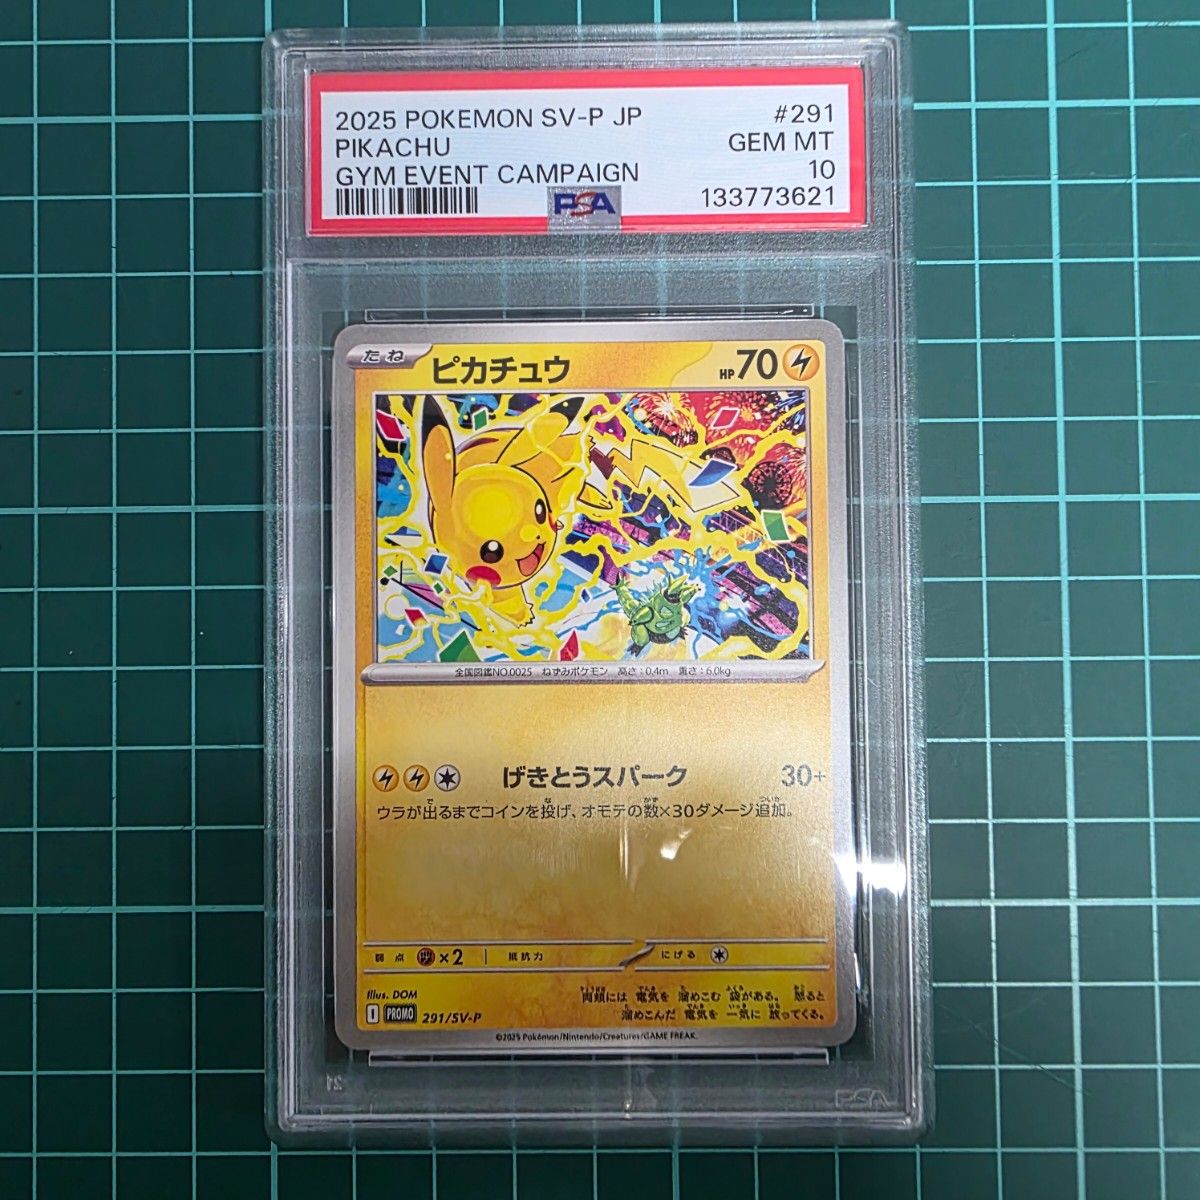 2025 POKEMON SV-P JP #291
PIKACHU GEM MT
GYM EVENT CAMPAIGN 10
PSA 133773621
たね ピカチュウ HP70
全国図鑑NO.0025 ねずみポケモン 高さ:0.4m 重さ:6.0kg
げきとうスパーク 30+
ウラが出るまでコインを投げ、オモテの数×30ダメージ追加。
弱点 ×2 抵抗力 にげる
Illus. DOM
両頬には 電気を 溜めこむ 袋がある。 怒ると
溜めこんだ 電気を 一気に 放ってくる。
I PROMO 291/SV-P
©2025 Pokémon/Nintendo/Creatures/GAME FREAK.
PSA